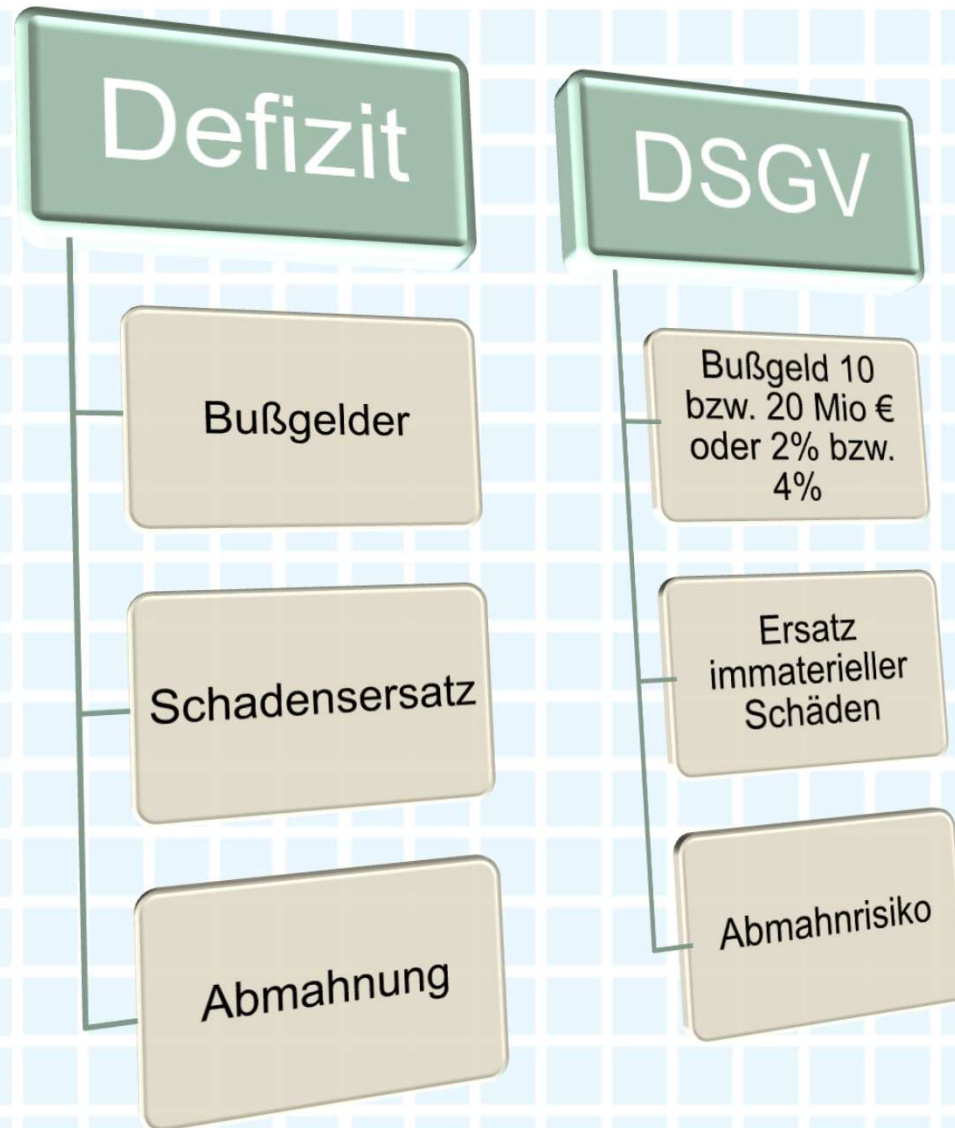 Defizit
Bußgelder
Schadensersatz
Abmahnung
DSGV
Bußgeld 10
bzw. 20 Mio €
oder 2% bzw.
4%
Ersatz
immaterieller
Schäden
Abmahnrisiko